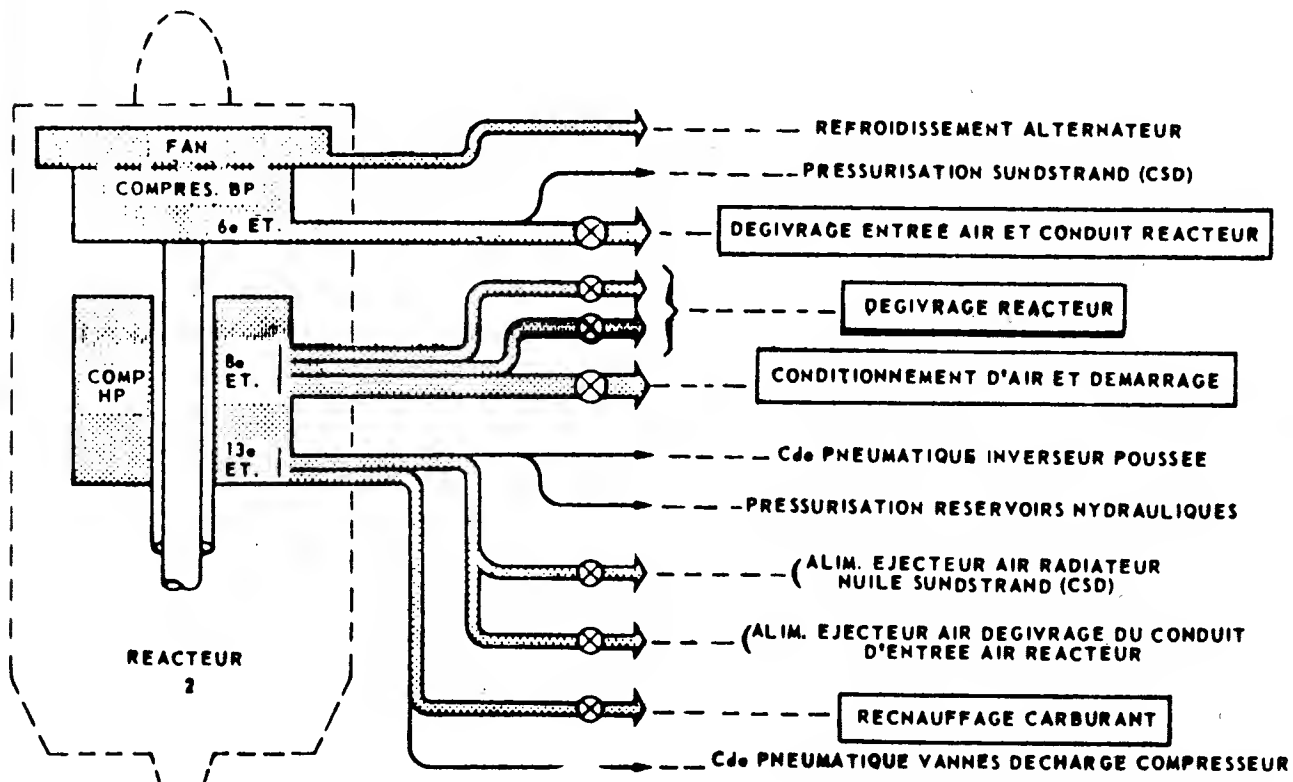 FAN
COMPRES. BP
6e ET.
COMP
HP
8e
ET.
13e
ET.
REACTEUR
2
REFROIDISSEMENT ALTERNATEUR
PRESSURISATION SUNDSTRAND (CSD)
DEGIVRAGE ENTREE AIR ET CONDUIT REACTEUR
DEGIVRAGE REACTEUR
CONDITIONNEMENT D'AIR ET DEMARRAGE
Cde PNEUMATIQUE INVERSEUR POUSSEE
PRESSURISATION RESERVOIRS NYDRAULIQUES
(ALIM. EJECTEUR AIR RADIATEUR
NUILE SUNDSTRAND (CSD)
(ALIM. EJECTEUR AIR DEGIVRAGE DU CONDUIT
D'ENTREE AIR REACTEUR
RECNAUFFAGE CARBURANT
Cde PNEUMATIQUE VANNES DECHARGE COMPRESSEUR